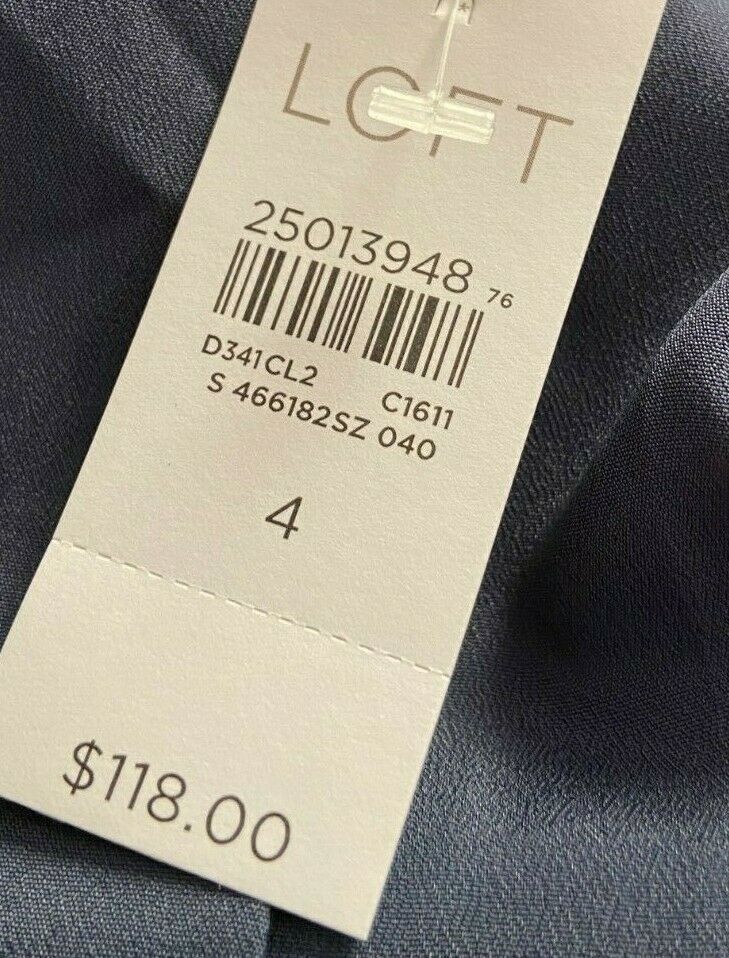 LOFT
25013948 76
D341CL2 C1611
S 466182SZ 040
4
$118.00